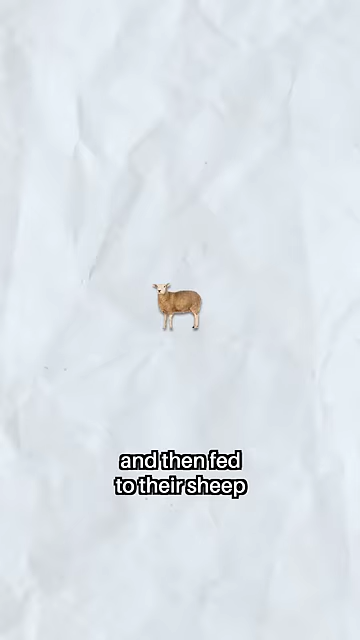 and then fed
to their sheep